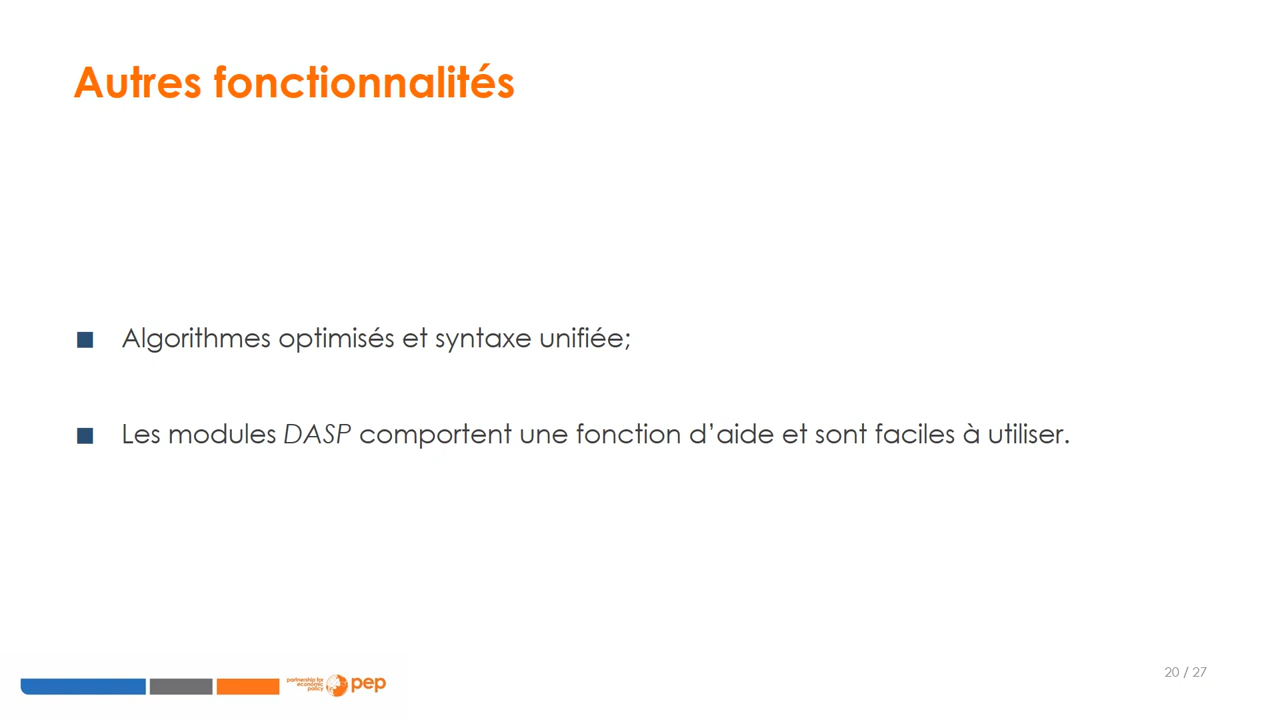 Autres fonctionnalités
Algorithmes optimisés et syntaxe unifiée;
Les modules DASP comportent une fonction d’aide et sont faciles à utiliser.
partnership for
economic
policy
pep
20 / 27